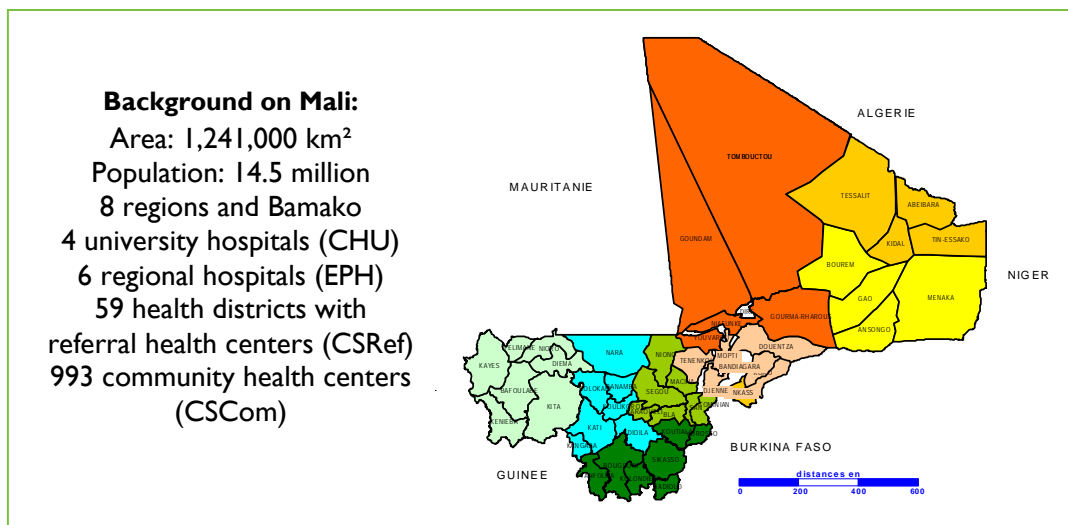 Background on Mali:
Area: 1,241,000 km²
Population: 14.5 million
8 regions and Bamako
4 university hospitals (CHU)
6 regional hospitals (EPH)
59 health districts with
referral health centers (CSRef)
993 community health centers
(CSCom)
ALGERIE
TOMBOUCTOU
MAURITANIE
TESSALIT
ABEIBARA
GOUNDAM
KIDAL
TIN-ESSAKO
BOUREM
NIGER
GAO
MENAKA
GOURMA-RHAROUS
ANSONGO
NARA
DOUENTZA
MOPTI
KAYES
DIEMA
BANDIAGARA
BAFOULABE
SEGOU
DJENNE
KITA
KENIEBA
BLA
KATI
BURKINA FASO
SIKASSO
GUINEE
distances en
0 200 400 600